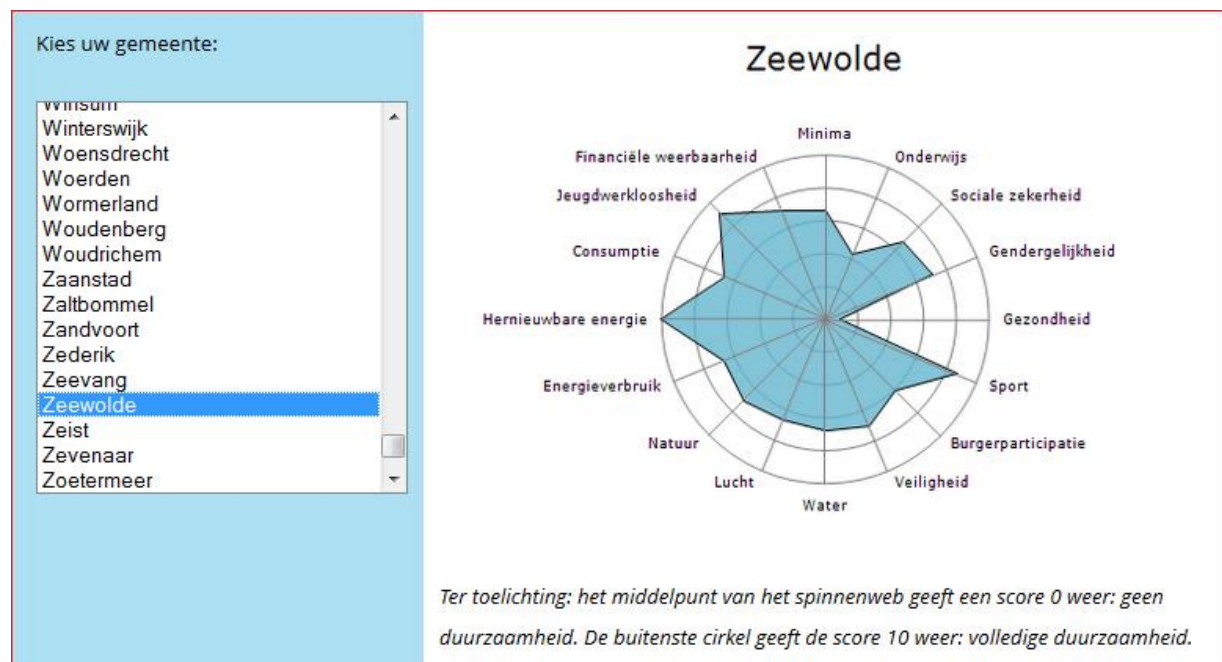 Kies uw gemeente:
Winsum
Winterswijk
Woensdrecht
Woerden
Wormerland
Woudenberg
Woudrichem
Zaanstad
Zaltbommel
Zandvoort
Zederik
Zeevang
Zeewolde
Zeist
Zevenaar
Zoetermeer
Zeewolde
Minima
Financiële weerbaarheid
Onderwijs
Jeugdwerkloosheid
Sociale zekerheid
Consumptie
Gendergelijkheid
Hernieuwbare energie
Gezondheid
Energieverbruik
Sport
Natuur
Burgerparticipatie
Lucht
Veiligheid
Water
Ter toelichting: het middelpunt van het spinnenweb geeft een score 0 weer: geen
duurzaamheid. De buitenste cirkel geeft de score 10 weer: volledige duurzaamheid.